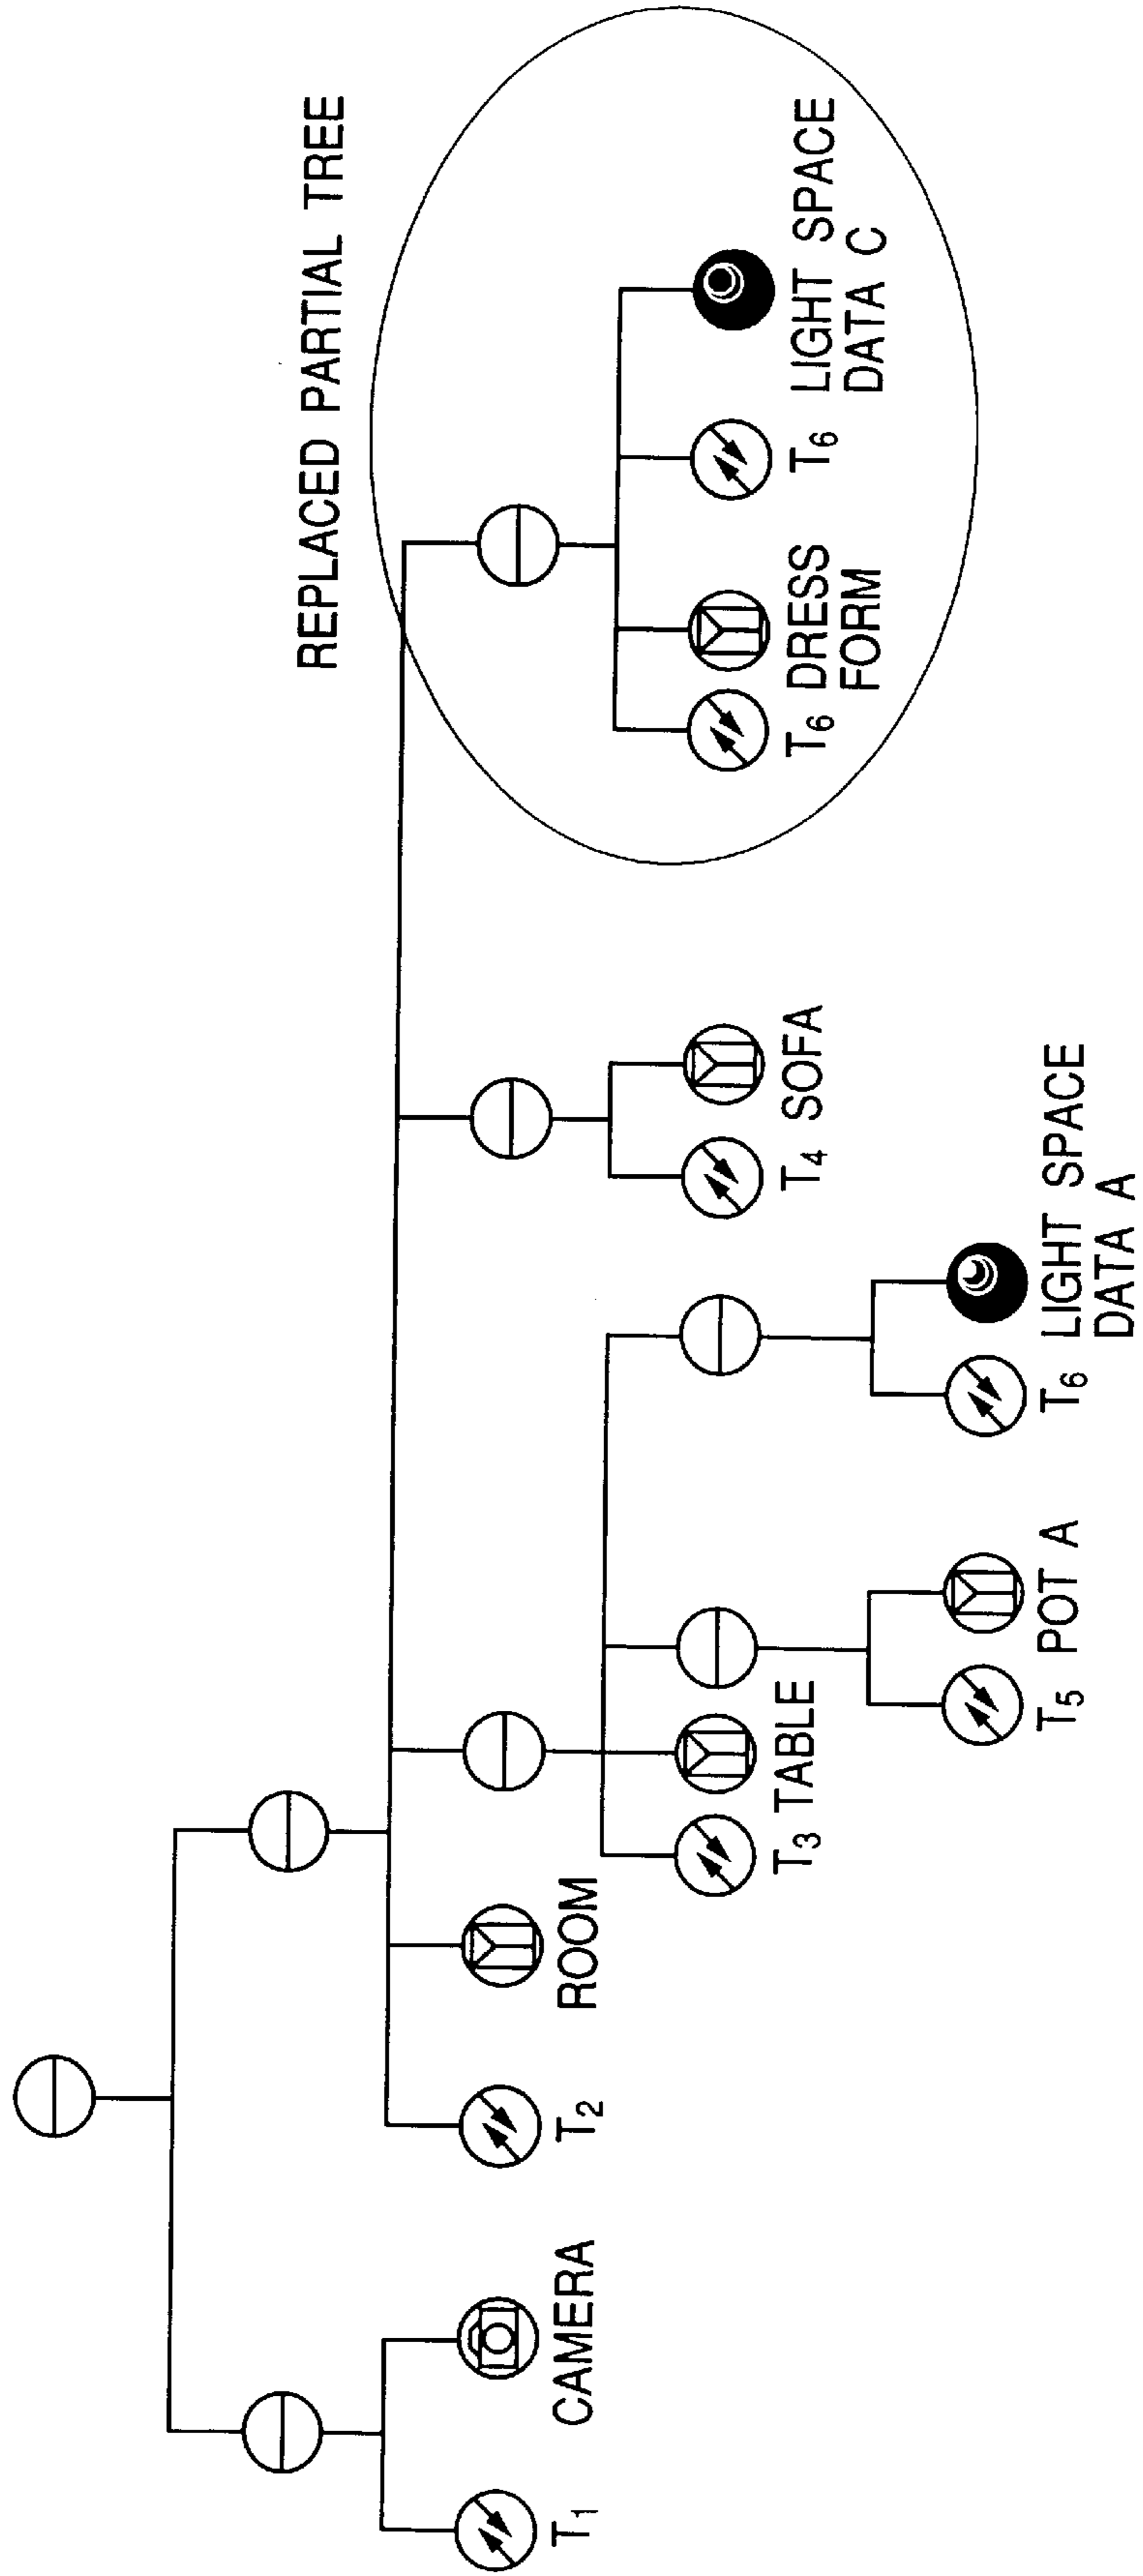 REPLACED PARTIAL TREE
T1
CAMERA
T2
ROOM
T3 TABLE
T4 SOFA
T6 DRESS
FORM
T6
LIGHT SPACE
DATA C
T5 POT A
T6 LIGHT SPACE
DATA A